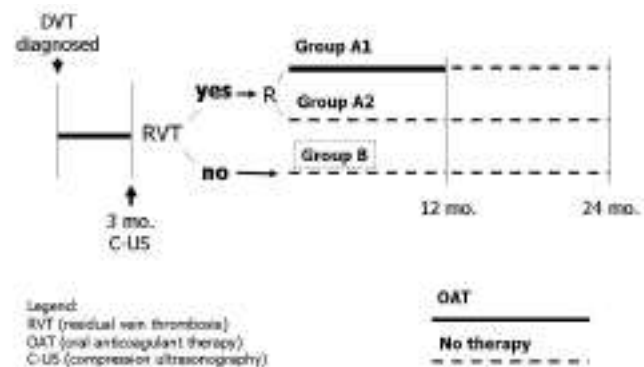 DVT
diagnosed
Group A1
yes
R
Group A2
RVT
Group B
no
3 mo.
C-US
12 mo.
24 mo.
Legend:
RVT (residual vein thrombosis)
OAT (oral anticoagulant therapy)
C-US (compression ultrasonography)
OAT
No therapy